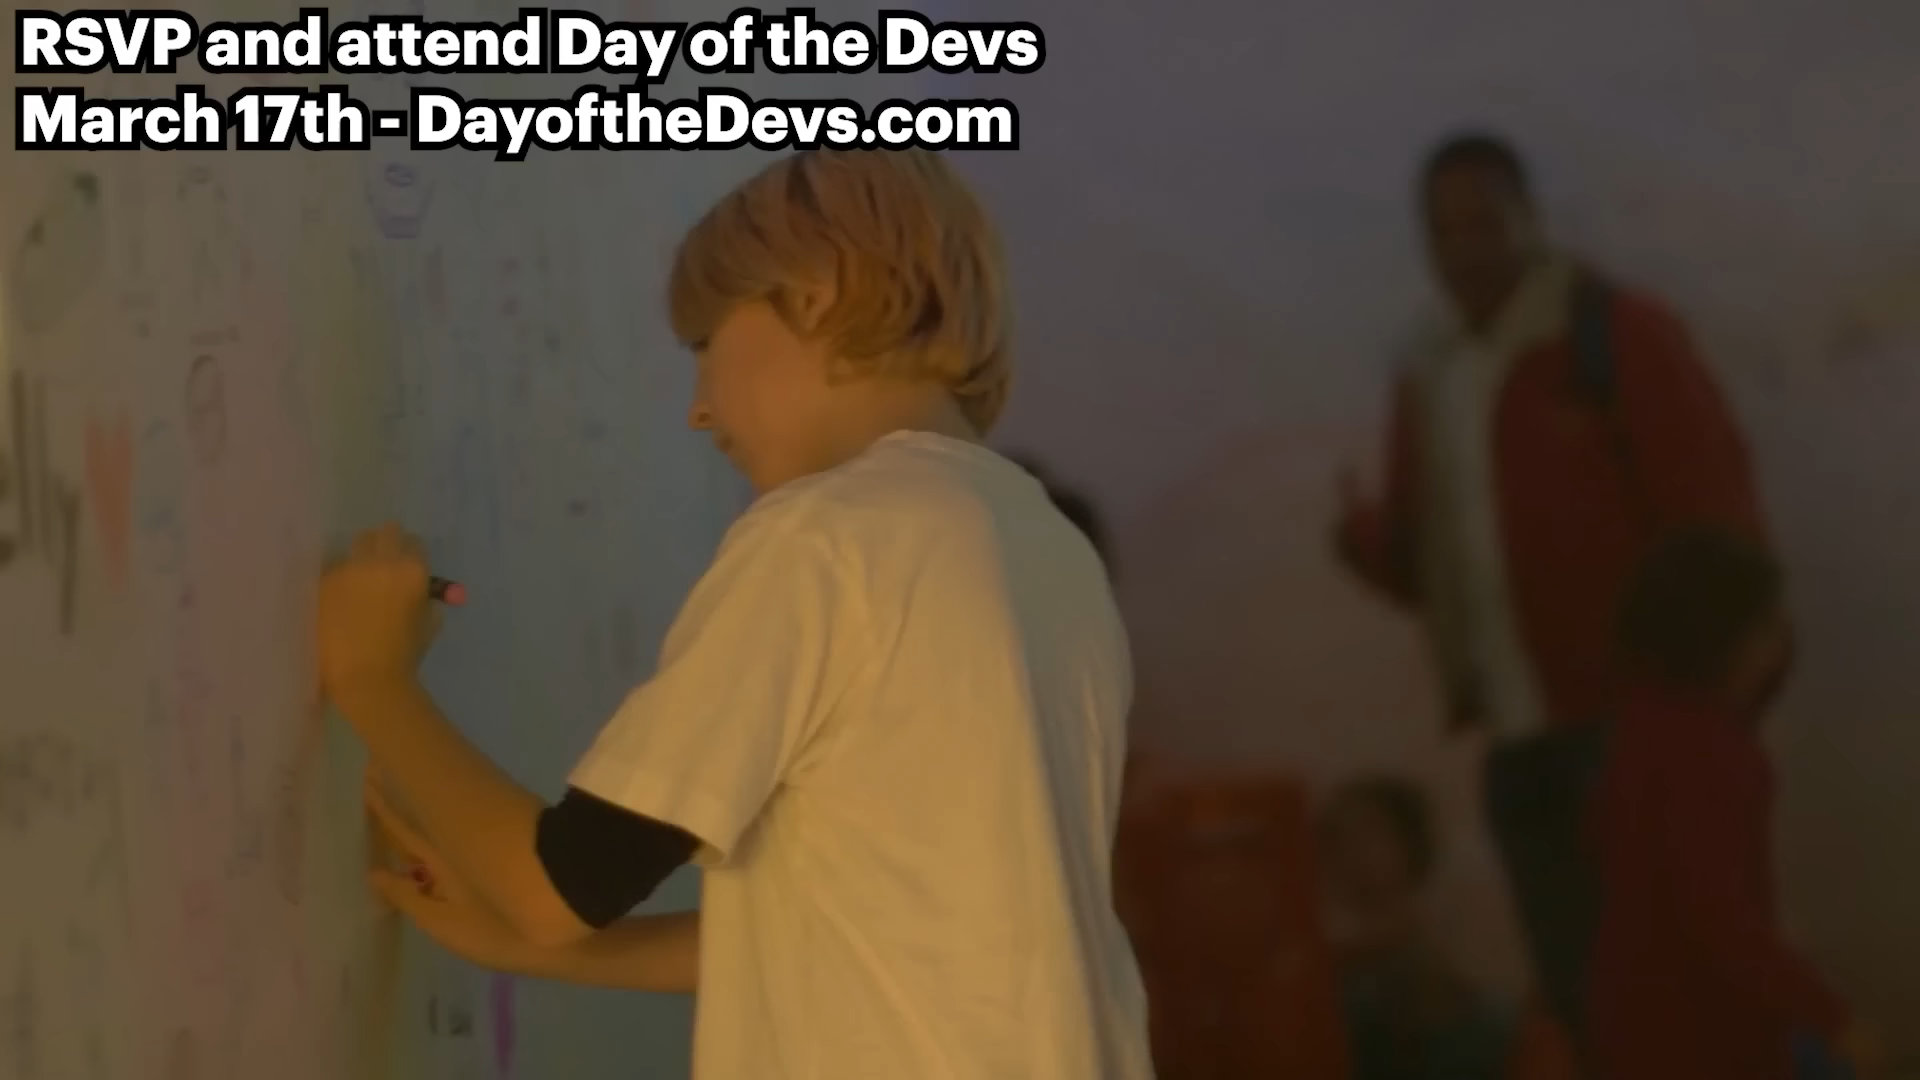 RSVP and attend Day of the Devs
March 17th - DayoftheDevs.com